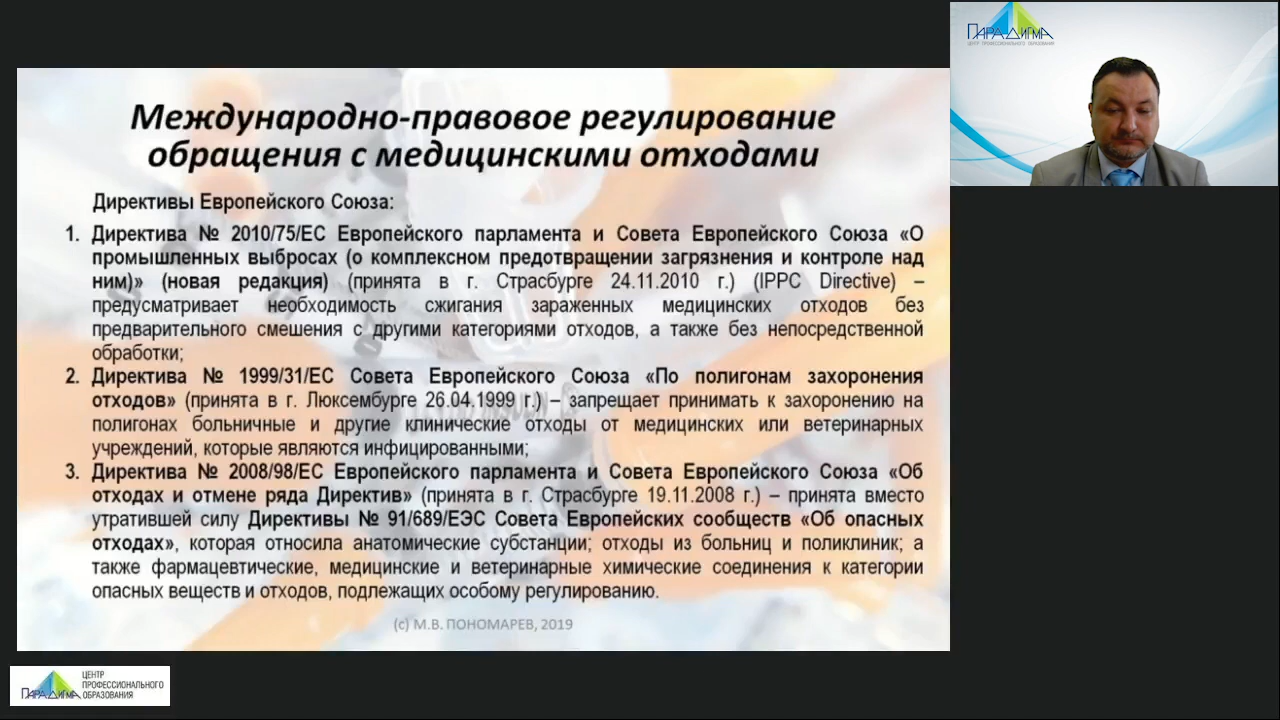 ПАРАДИГМА
ЦЕНТР ПРОФЕССИОНАЛЬНОГО ОБРАЗОВАНИЯ
Международно-правовое регулирование
обращения с медицинскими отходами
Директивы Европейского Союза:
1. Директива № 2010/75/ЕС Европейского парламента и Совета Европейского Союза «О
промышленных выбросах (о комплексном предотвращении загрязнения и контроле над
ним)» (новая редакция) (принята в г. Страсбурге 24.11.2010 г.) (IPPC Directive) –
предусматривает необходимость сжигания зараженных медицинских отходов без
предварительного смешения с другими категориями отходов, а также без непосредственной
обработки;
2. Директива № 1999/31/ЕС Совета Европейского Союза «По полигонам захоронения
отходов» (принята в г. Люксембурге 26.04.1999 г.) – запрещает принимать к захоронению на
полигонах больничные и другие клинические отходы от медицинских или ветеринарных
учреждений, которые являются инфицированными;
3. Директива № 2008/98/ЕС Европейского парламента и Совета Европейского Союза «Об
отходах и отмене ряда Директив» (принята в г. Страсбурге 19.11.2008 г.) – принята вместо
утратившей силу Директивы № 91/689/ЕЭС Совета Европейских сообществ «Об опасных
отходах», которая относила анатомические субстанции; отходы из больниц и поликлиник; а
также фармацевтические, медицинские и ветеринарные химические соединения к категории
опасных веществ и отходов, подлежащих особому регулированию.
(с) М.В. ПОНОМАРЕВ, 2019
ПАРАДИГМА
ЦЕНТР
ПРОФЕССИОНАЛЬНОГО
ОБРАЗОВАНИЯ